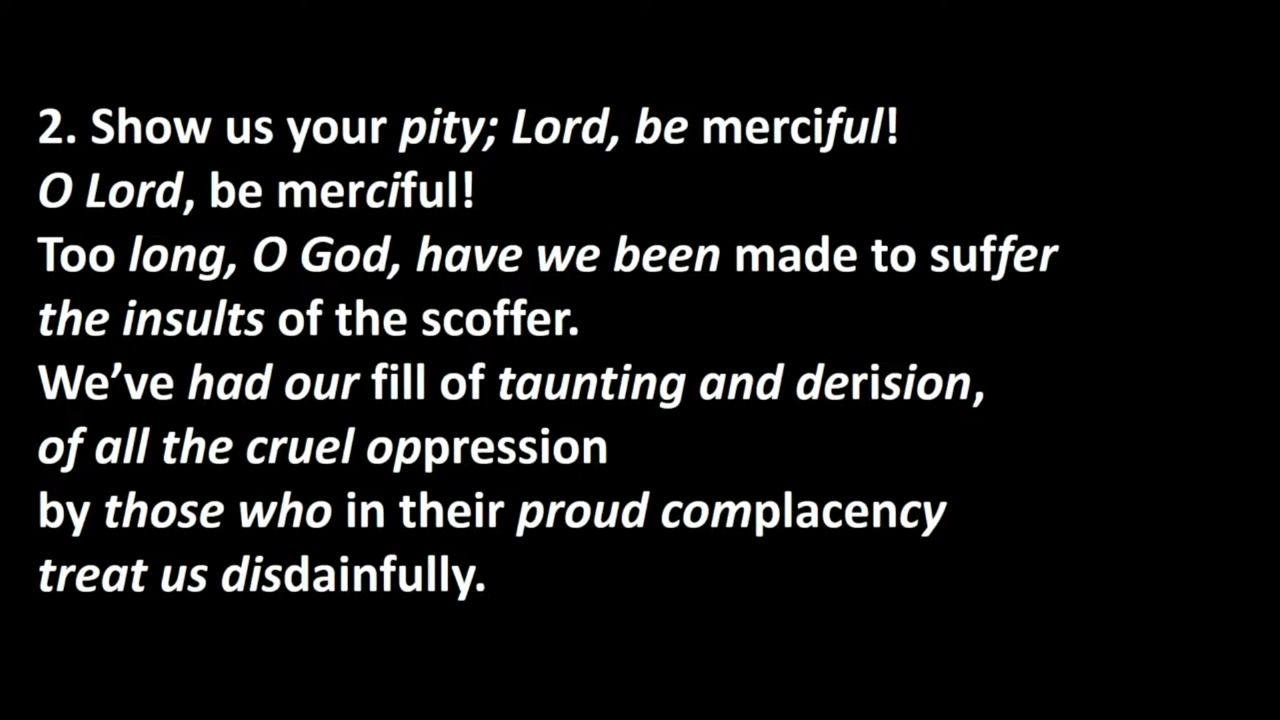 2. Show us your pity; Lord, be merciful!
O Lord, be merciful!
Too long, O God, have we been made to suffer
the insults of the scoffer.
We’ve had our fill of taunting and derision,
of all the cruel oppression
by those who in their proud complacency
treat us disdainfully.